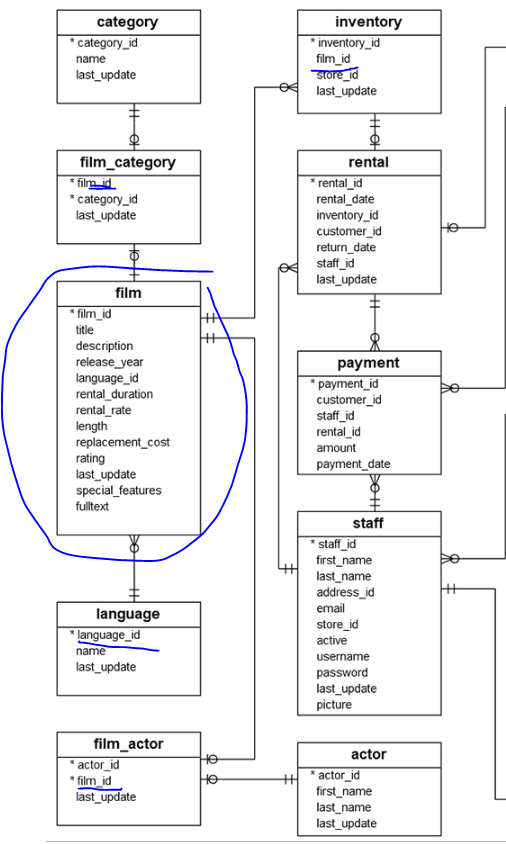 category
* category_id
name
last_update
film_category
* film_id
* category_id
last_update
film
* film_id
title
description
release_year
language_id
rental_duration
rental_rate
length
replacement_cost
rating
last_update
special_features
fulltext
language
* language_id
name
last_update
film_actor
* actor_id
* film_id
last_update
inventory
* inventory_id
film_id
store_id
last_update
rental
* rental_id
rental_date
inventory_id
customer_id
return_date
staff_id
last_update
payment
* payment_id
customer_id
staff_id
rental_id
amount
payment_date
staff
* staff_id
first_name
last_name
address_id
email
store_id
active
username
password
last_update
picture
actor
* actor_id
first_name
last_name
last_update